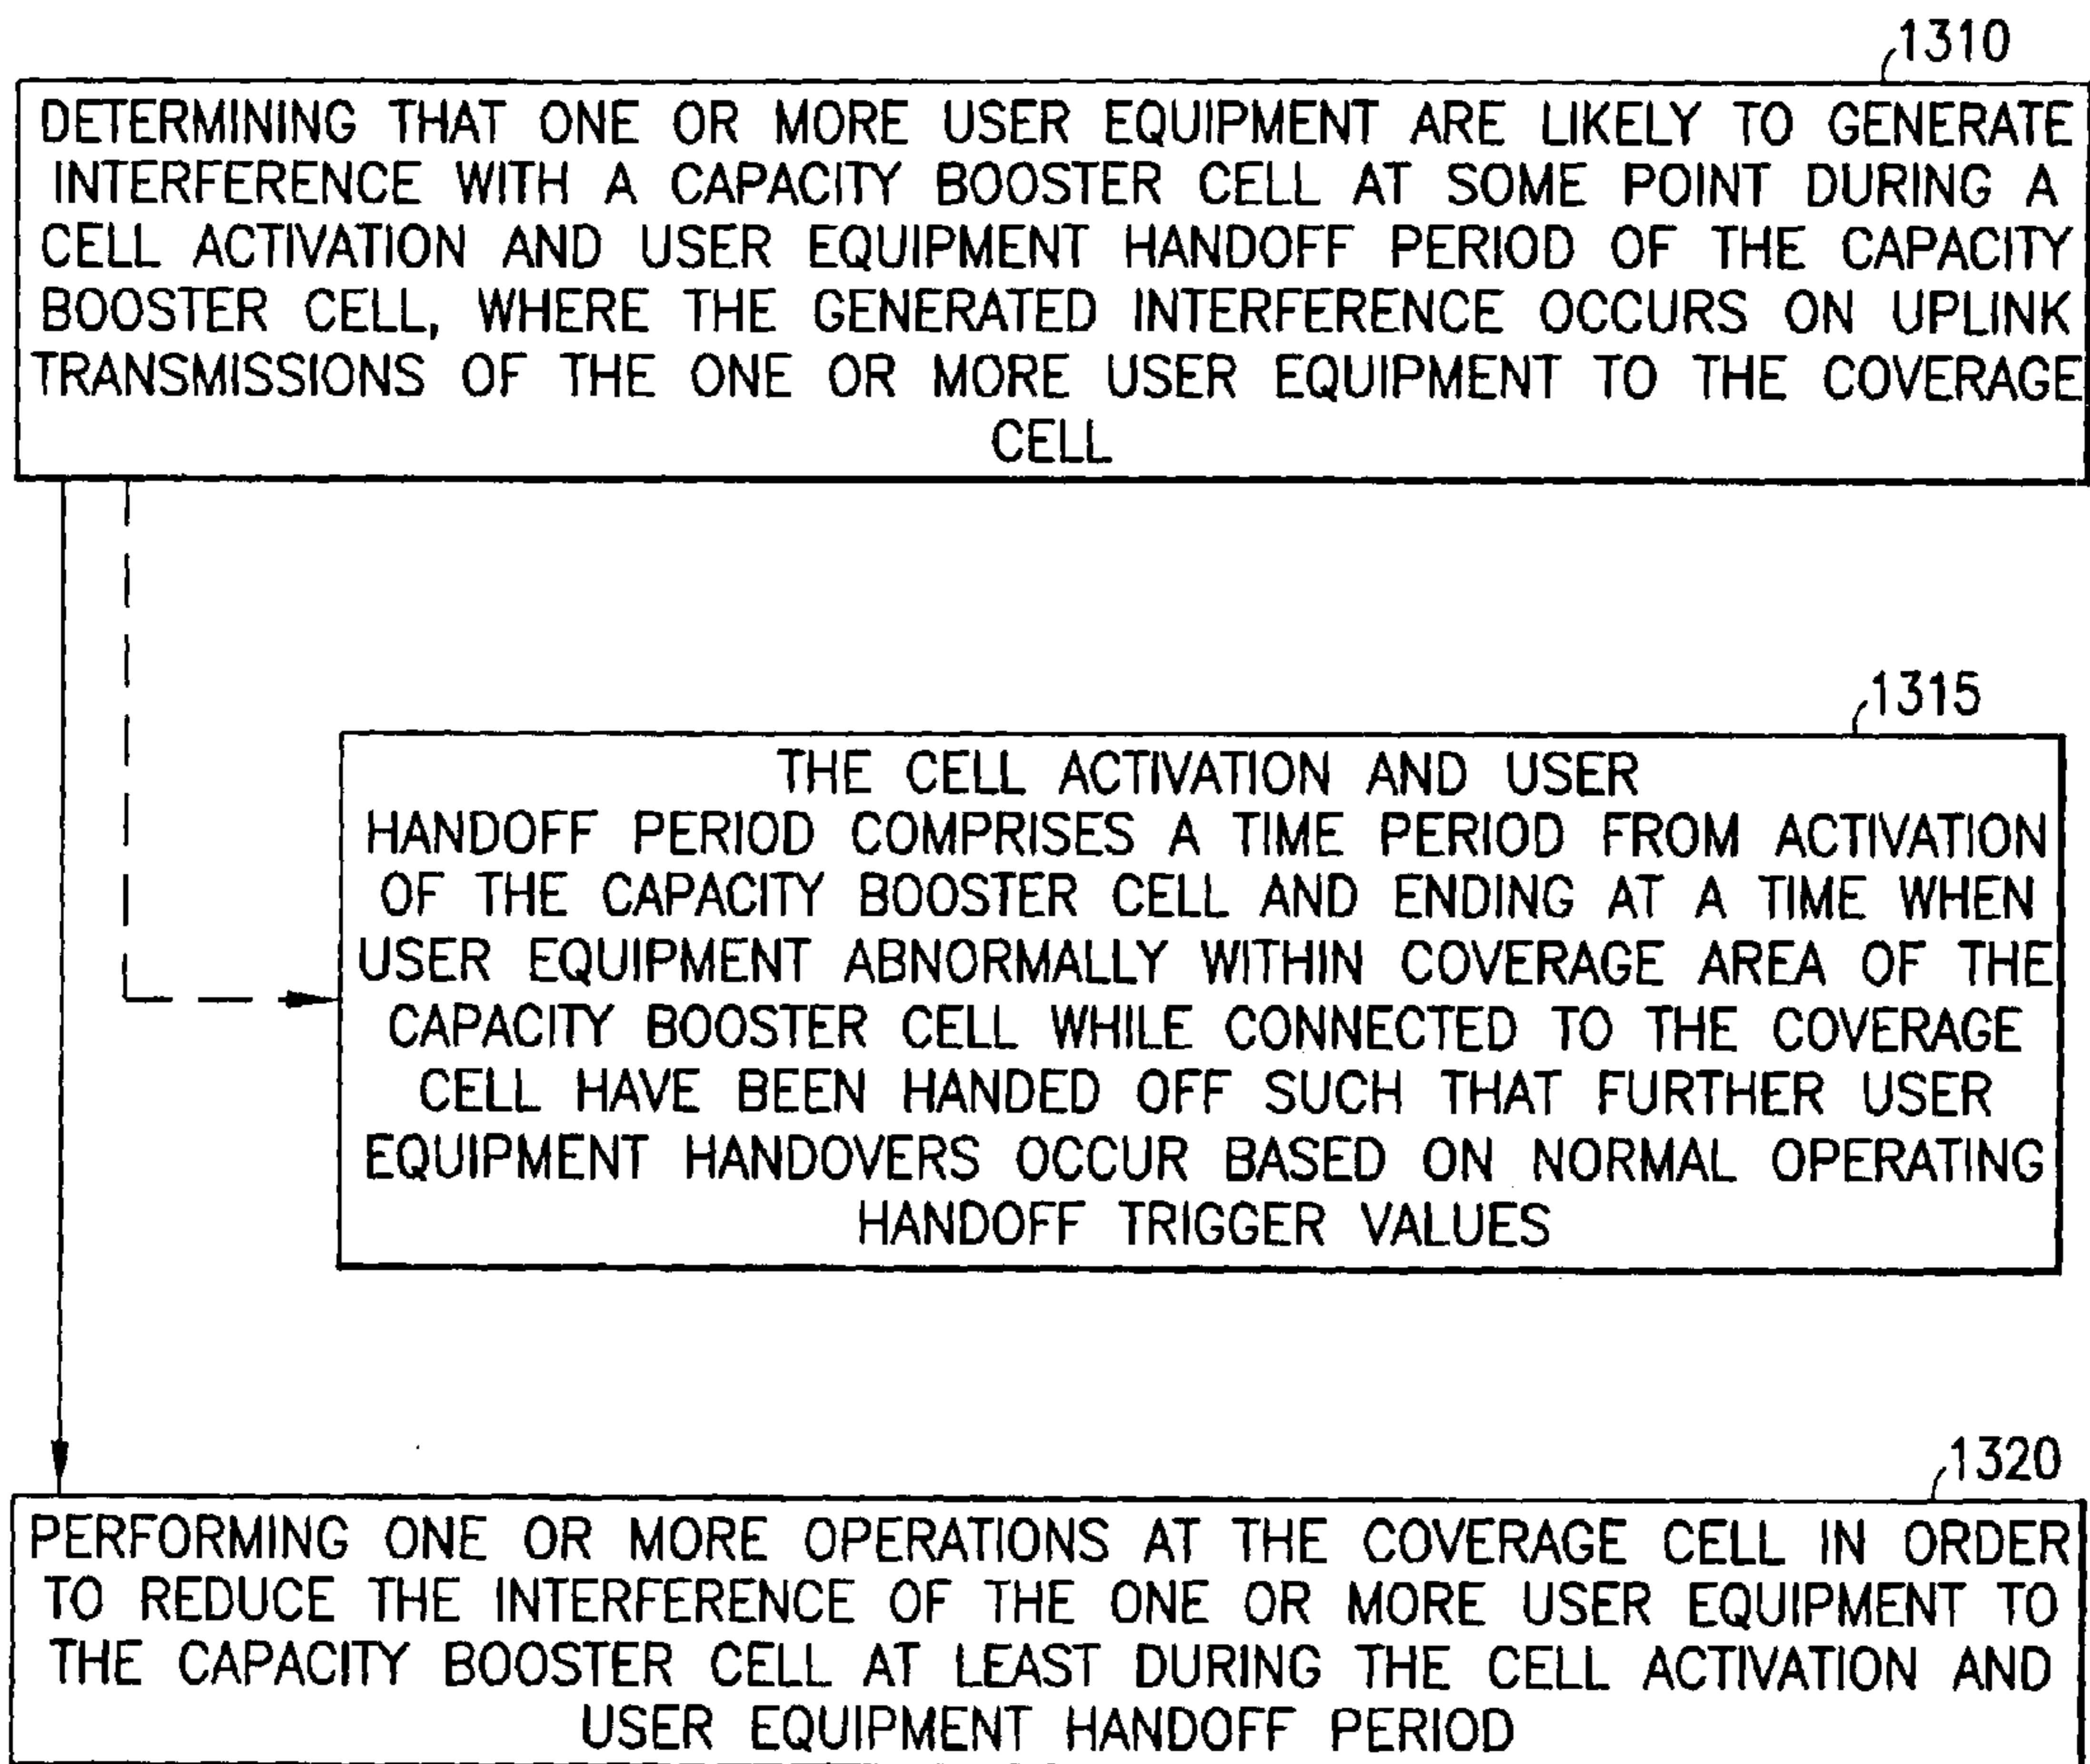 1310
DETERMINING THAT ONE OR MORE USER EQUIPMENT ARE LIKELY TO GENERATE
INTERFERENCE WITH A CAPACITY BOOSTER CELL AT SOME POINT DURING A
CELL ACTIVATION AND USER EQUIPMENT HANDOFF PERIOD OF THE CAPACITY
BOOSTER CELL, WHERE THE GENERATED INTERFERENCE OCCURS ON UPLINK
TRANSMISSIONS OF THE ONE OR MORE USER EQUIPMENT TO THE COVERAGE
CELL
1315
THE CELL ACTIVATION AND USER
HANDOFF PERIOD COMPRISES A TIME PERIOD FROM ACTIVATION
OF THE CAPACITY BOOSTER CELL AND ENDING AT A TIME WHEN
USER EQUIPMENT ABNORMALLY WITHIN COVERAGE AREA OF THE
CAPACITY BOOSTER CELL WHILE CONNECTED TO THE COVERAGE
CELL HAVE BEEN HANDED OFF SUCH THAT FURTHER USER
EQUIPMENT HANDOVERS OCCUR BASED ON NORMAL OPERATING
HANDOFF TRIGGER VALUES
1320
PERFORMING ONE OR MORE OPERATIONS AT THE COVERAGE CELL IN ORDER
TO REDUCE THE INTERFERENCE OF THE ONE OR MORE USER EQUIPMENT TO
THE CAPACITY BOOSTER CELL AT LEAST DURING THE CELL ACTIVATION AND
USER EQUIPMENT HANDOFF PERIOD